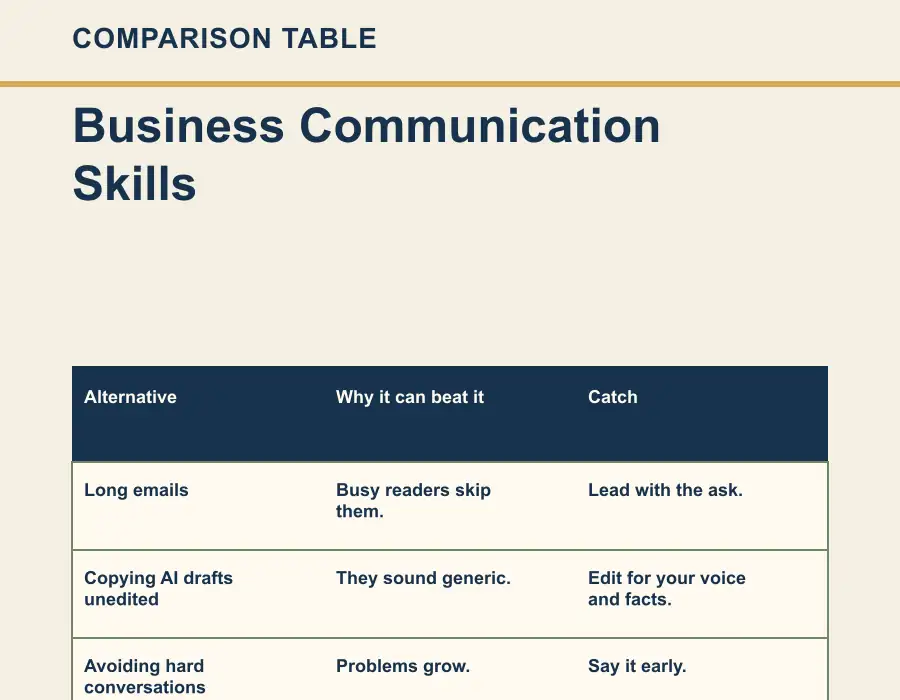 COMPARISON TABLE
Business Communication
Skills
Alternative
Why it can beat it
Catch
Long emails
Busy readers skip
them.
Lead with the ask.
Copying AI drafts
unedited
They sound generic.
Edit for your voice
and facts.
Avoiding hard
conversations
Problems grow.
Say it early.